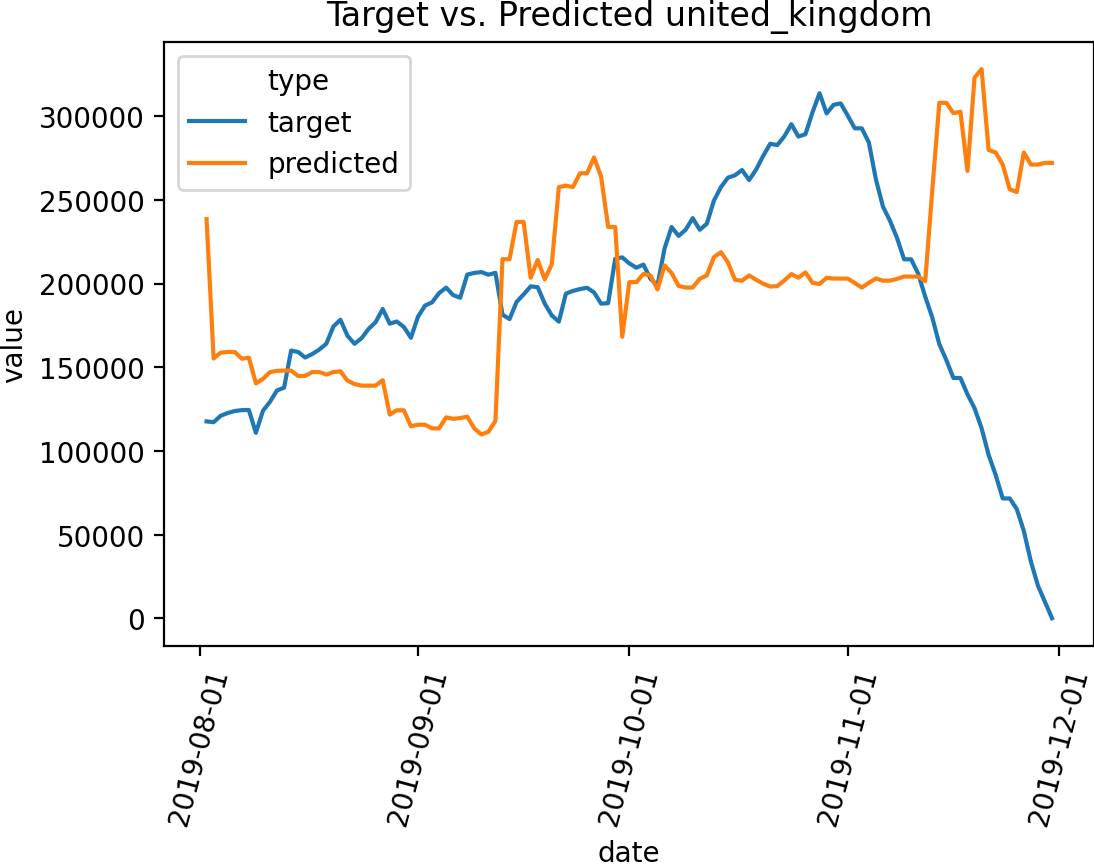 Target vs. Predicted united_kingdom
type
target
predicted
value
300000
250000
200000
150000
100000
50000
0
2019-08-01
2019-09-01
2019-10-01
2019-11-01
2019-12-01
date